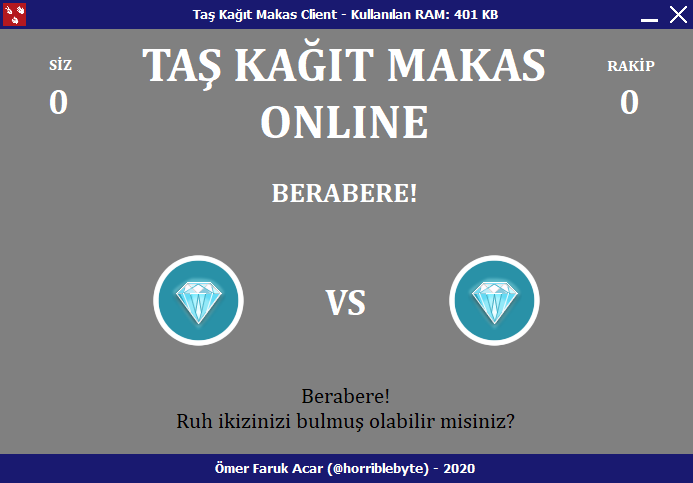 Taş Kağıt Makas Client - Kullanılan RAM: 401 KB
SİZ
0
TAŞ KAĞIT MAKAS
ONLINE
RAKİP
0
BERABERE!
VS
Berabere!
Ruh ikizinizi bulmuş olabilir misiniz?
Ömer Faruk Acar (@horriblebyte) - 2020